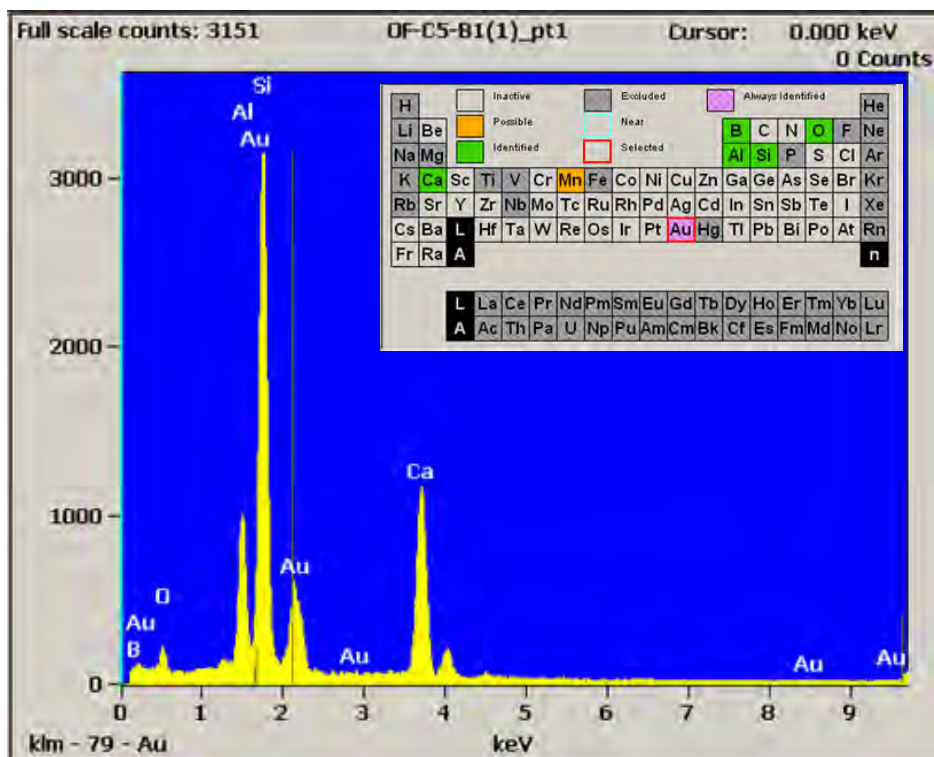 Full scale counts: 3151 OF-C5-B1(1)_pt1 Cursor: 0.000 keV
0 Counts
Si
Al
Au
3000
2000
1000
0
Au
Ca
O
Au
B
Au
Au
Au
0 1 2 3 4 5 6 7 8 9
klm - 79 - Au keV
Inactive Excluded Always Identified
Possible Near
Identified Selected
H He
Li Be B C N O F Ne
Na Mg Al Si P S Cl Ar
K Ca Sc Ti V Cr Mn Fe Co Ni Cu Zn Ga Ge As Se Br Kr
Rb Sr Y Zr Nb Mo Tc Ru Rh Pd Ag Cd In Sn Sb Te I Xe
Cs Ba L Hf Ta W Re Os Ir Pt Au Hg Tl Pb Bi Po At Rn
Fr Ra A n
L La Ce Pr Nd Pm Sm Eu Gd Tb Dy Ho Er Tm Yb Lu
A Ac Th Pa U Np Pu Am Cm Bk Cf Es Fm Md No Lr